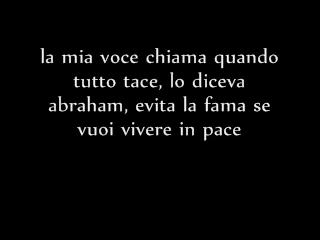 la mia voce chiama quando
tutto tace, lo diceva
abraham, evita la fama se
vuoi vivere in pace